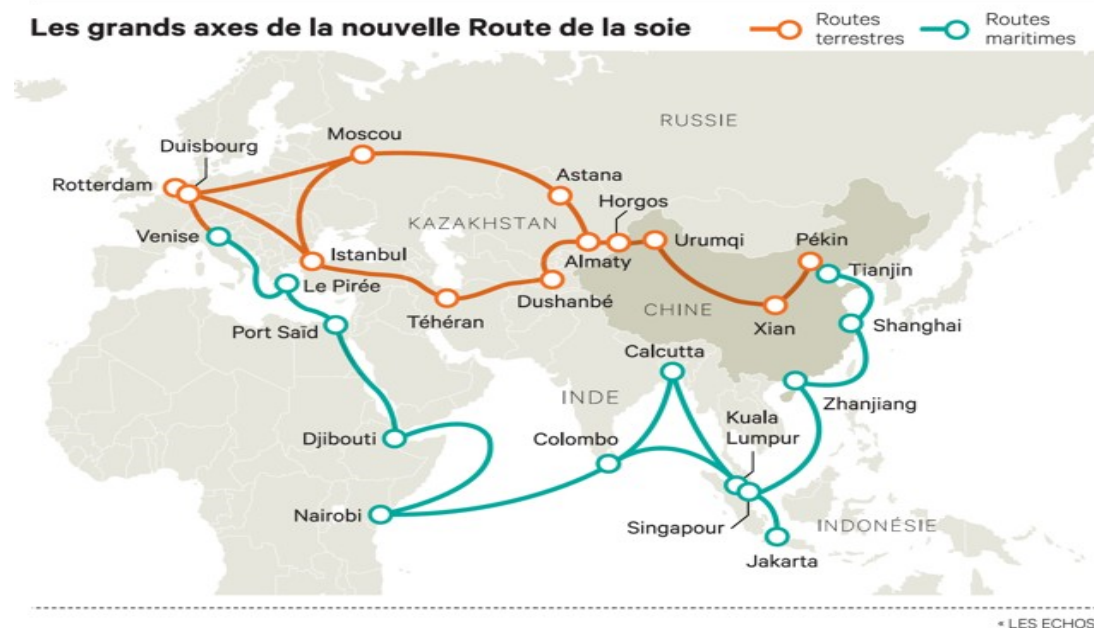 Les grands axes de la nouvelle Route de la soie
Routes
terrestres
Routes
maritimes
RUSSIE
Moscou
Duisbourg
Rotterdam
Astana
Horgos
KAZAKHSTAN
Venise
Istanbul
Almaty
Urumqi
Pékin
Tianjin
Le Pirée
Dushanbé
Téhéran
CHINE
Xian
Port Saïd
Shanghai
Calcutta
INDE
Zhanjiang
Kuala
Lumpur
Djibouti
Colombo
Nairobi
Singapour
INDONÉSIE
Jakarta
« LES ECHOS